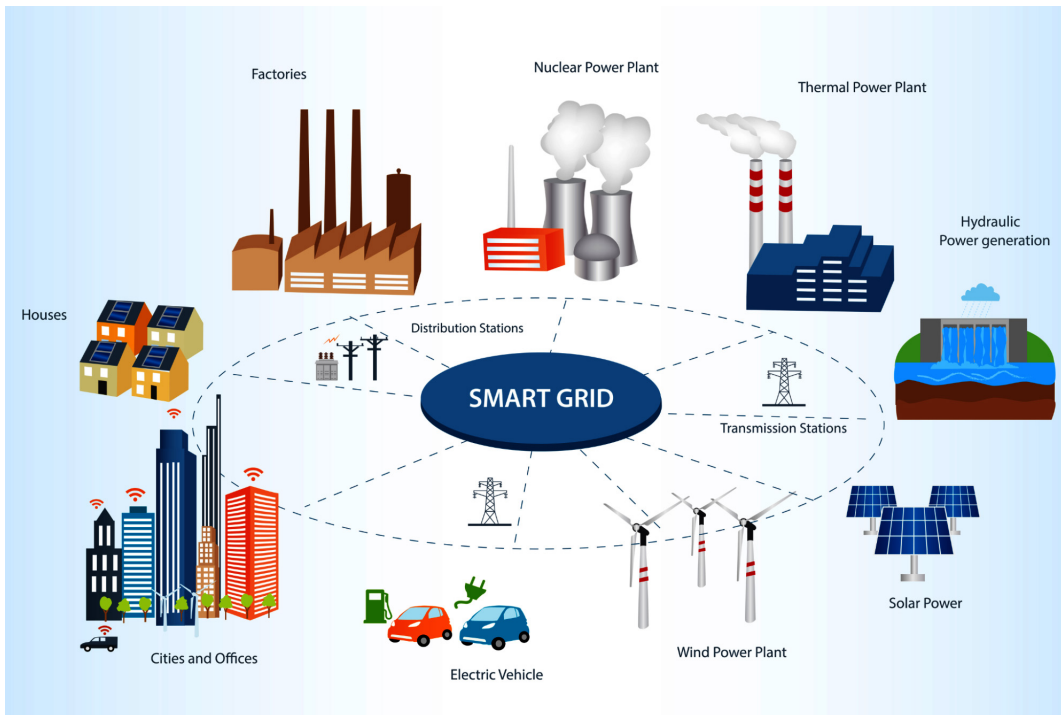 Factories
Nuclear Power Plant
Thermal Power Plant
Hydraulic
Power generation
Houses
Distribution Stations
SMART GRID
Transmission Stations
Solar Power
Wind Power Plant
Cities and Offices
Electric Vehicle